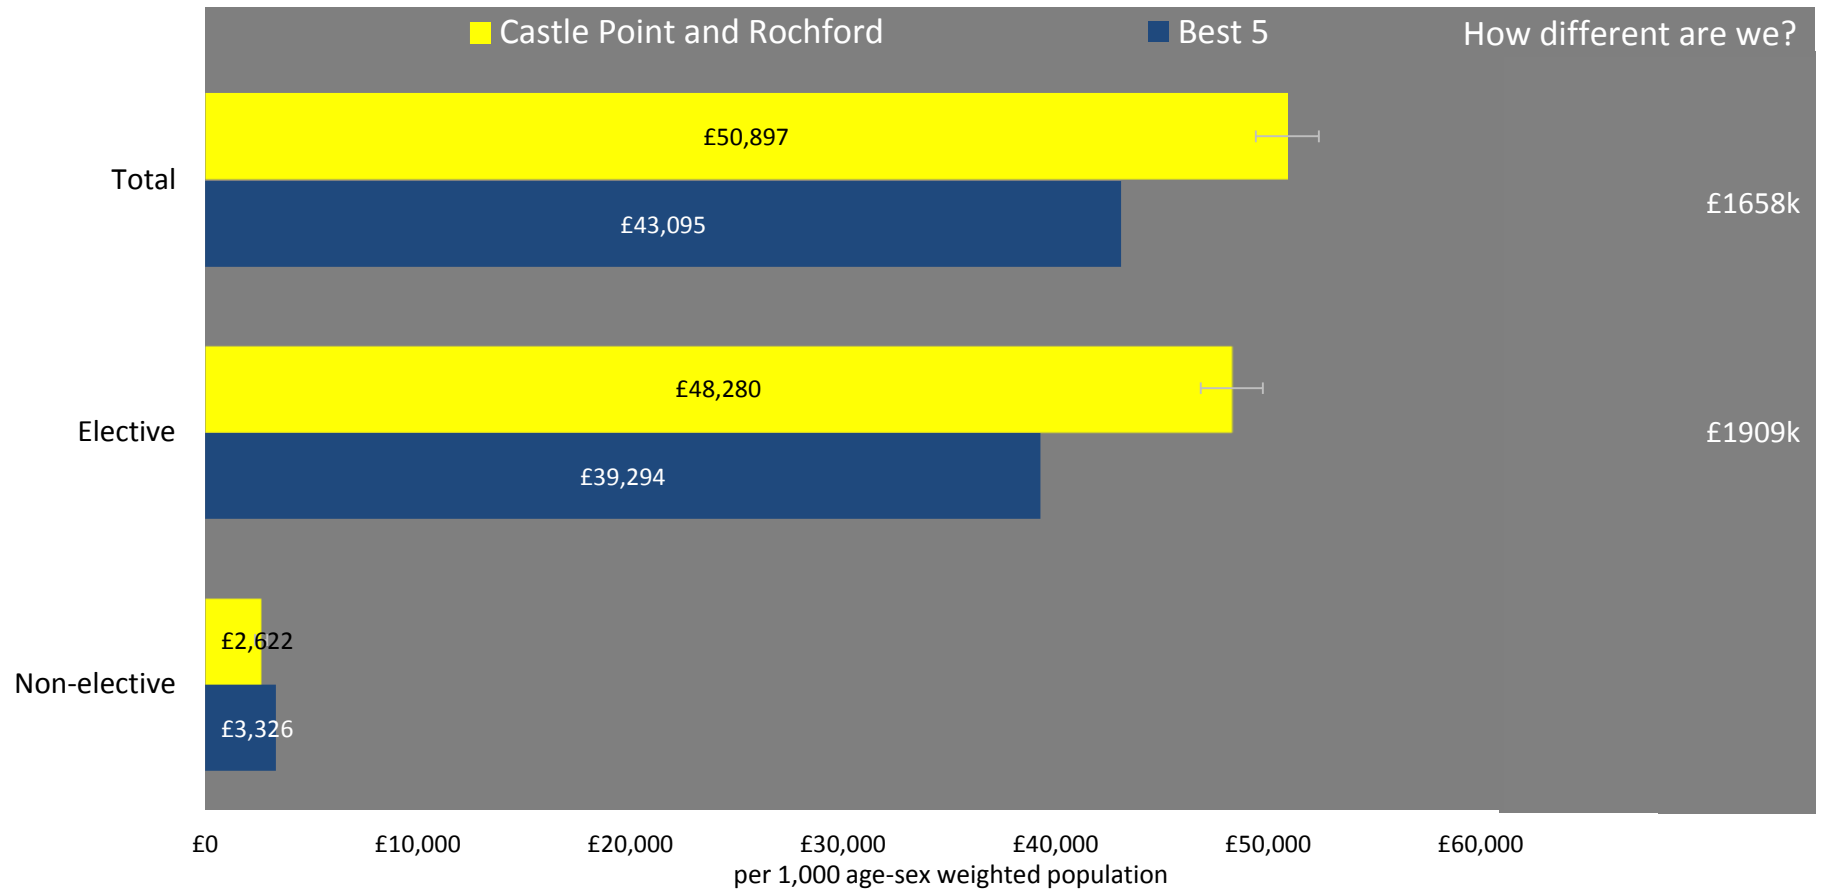 Castle Point and Rochford
Best 5
How different are we?
Total
£50,897
£43,095
£1658k
Elective
£48,280
£39,294
£1909k
Non-elective
£2,622
£3,326
£0 £10,000 £20,000 £30,000 £40,000 £50,000 £60,000
per 1,000 age-sex weighted population